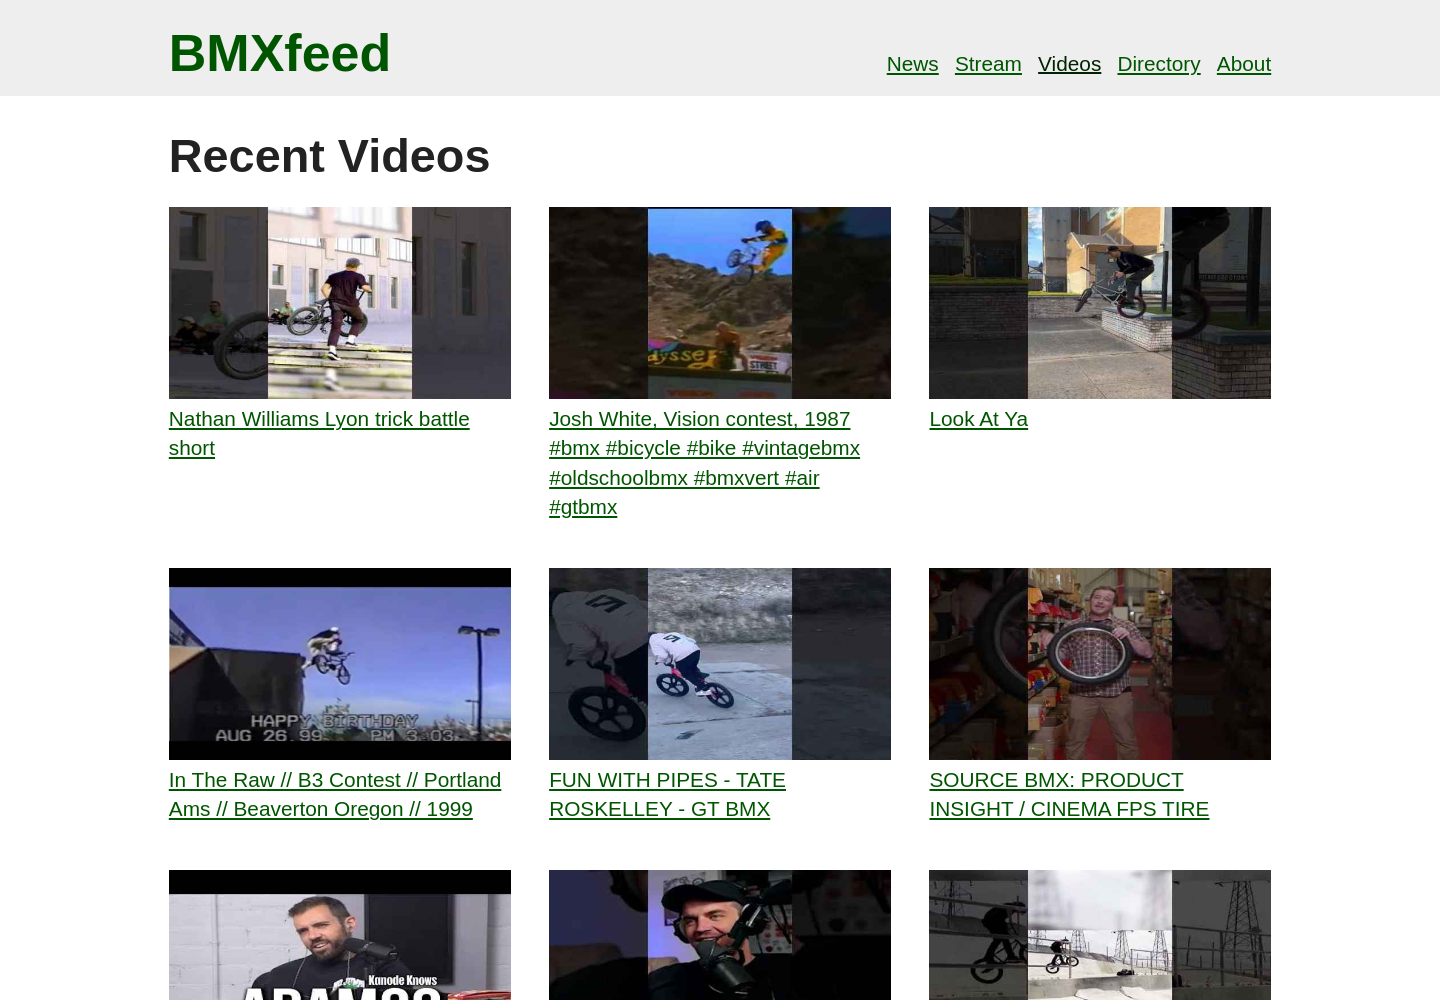 BMXfeed
News Stream Videos Directory About
Recent Videos
STREET
Nathan Williams Lyon trick battle
short
Josh White, Vision contest, 1987
#bmx #bicycle #bike #vintagebmx
#oldschoolbmx #bmxvert #air
#gtbmx
Look At Ya
HAPPY BIRTHDAY
AUG 26.99 PM 3:03
In The Raw // B3 Contest // Portland
Ams // Beaverton Oregon // 1999
FUN WITH PIPES - TATE
ROSKELLEY - GT BMX
SOURCE BMX: PRODUCT
INSIGHT / CINEMA FPS TIRE
Kanode Knows